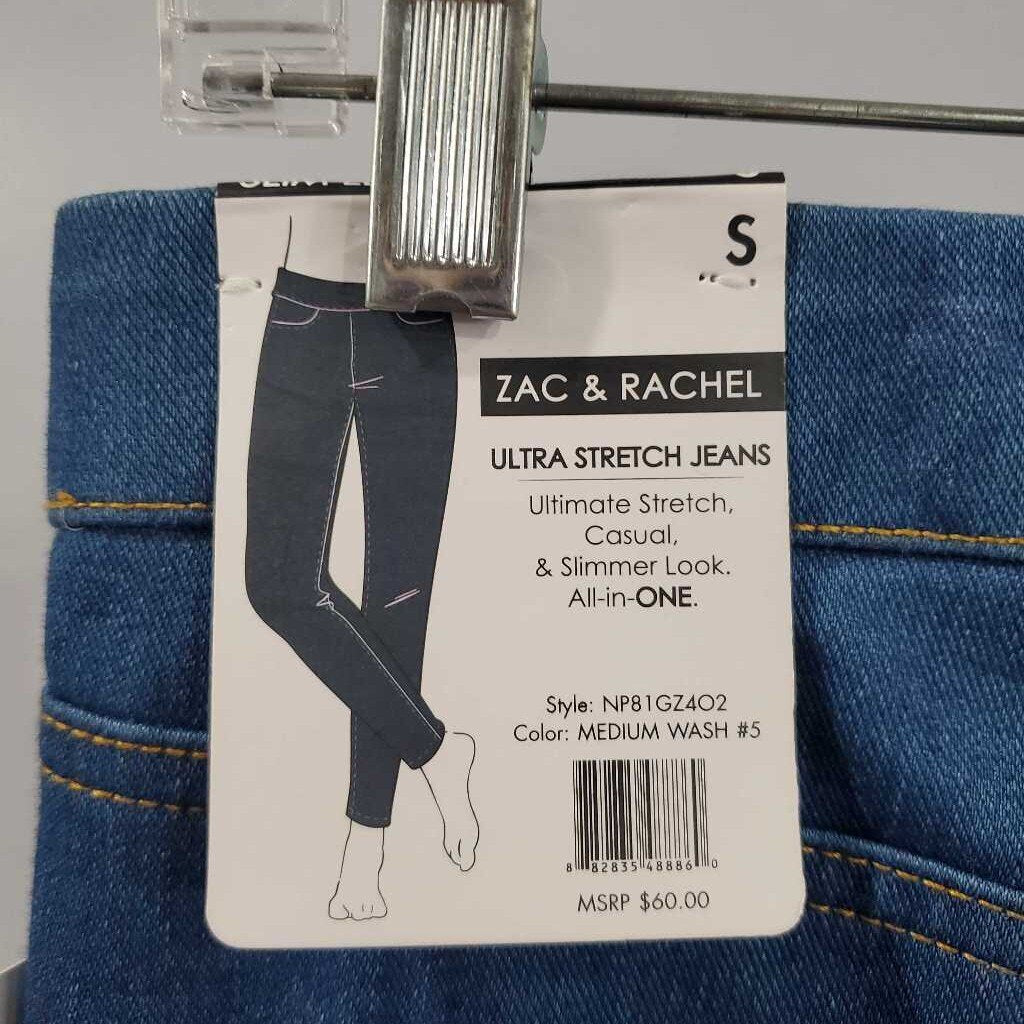 S
ZAC & RACHEL
ULTRA STRETCH JEANS
Ultimate Stretch,
Casual,
& Slimmer Look.
All-in-ONE.
Style: NP81GZ4O2
Color: MEDIUM WASH #5
8 82835 48886 0
MSRP $60.00